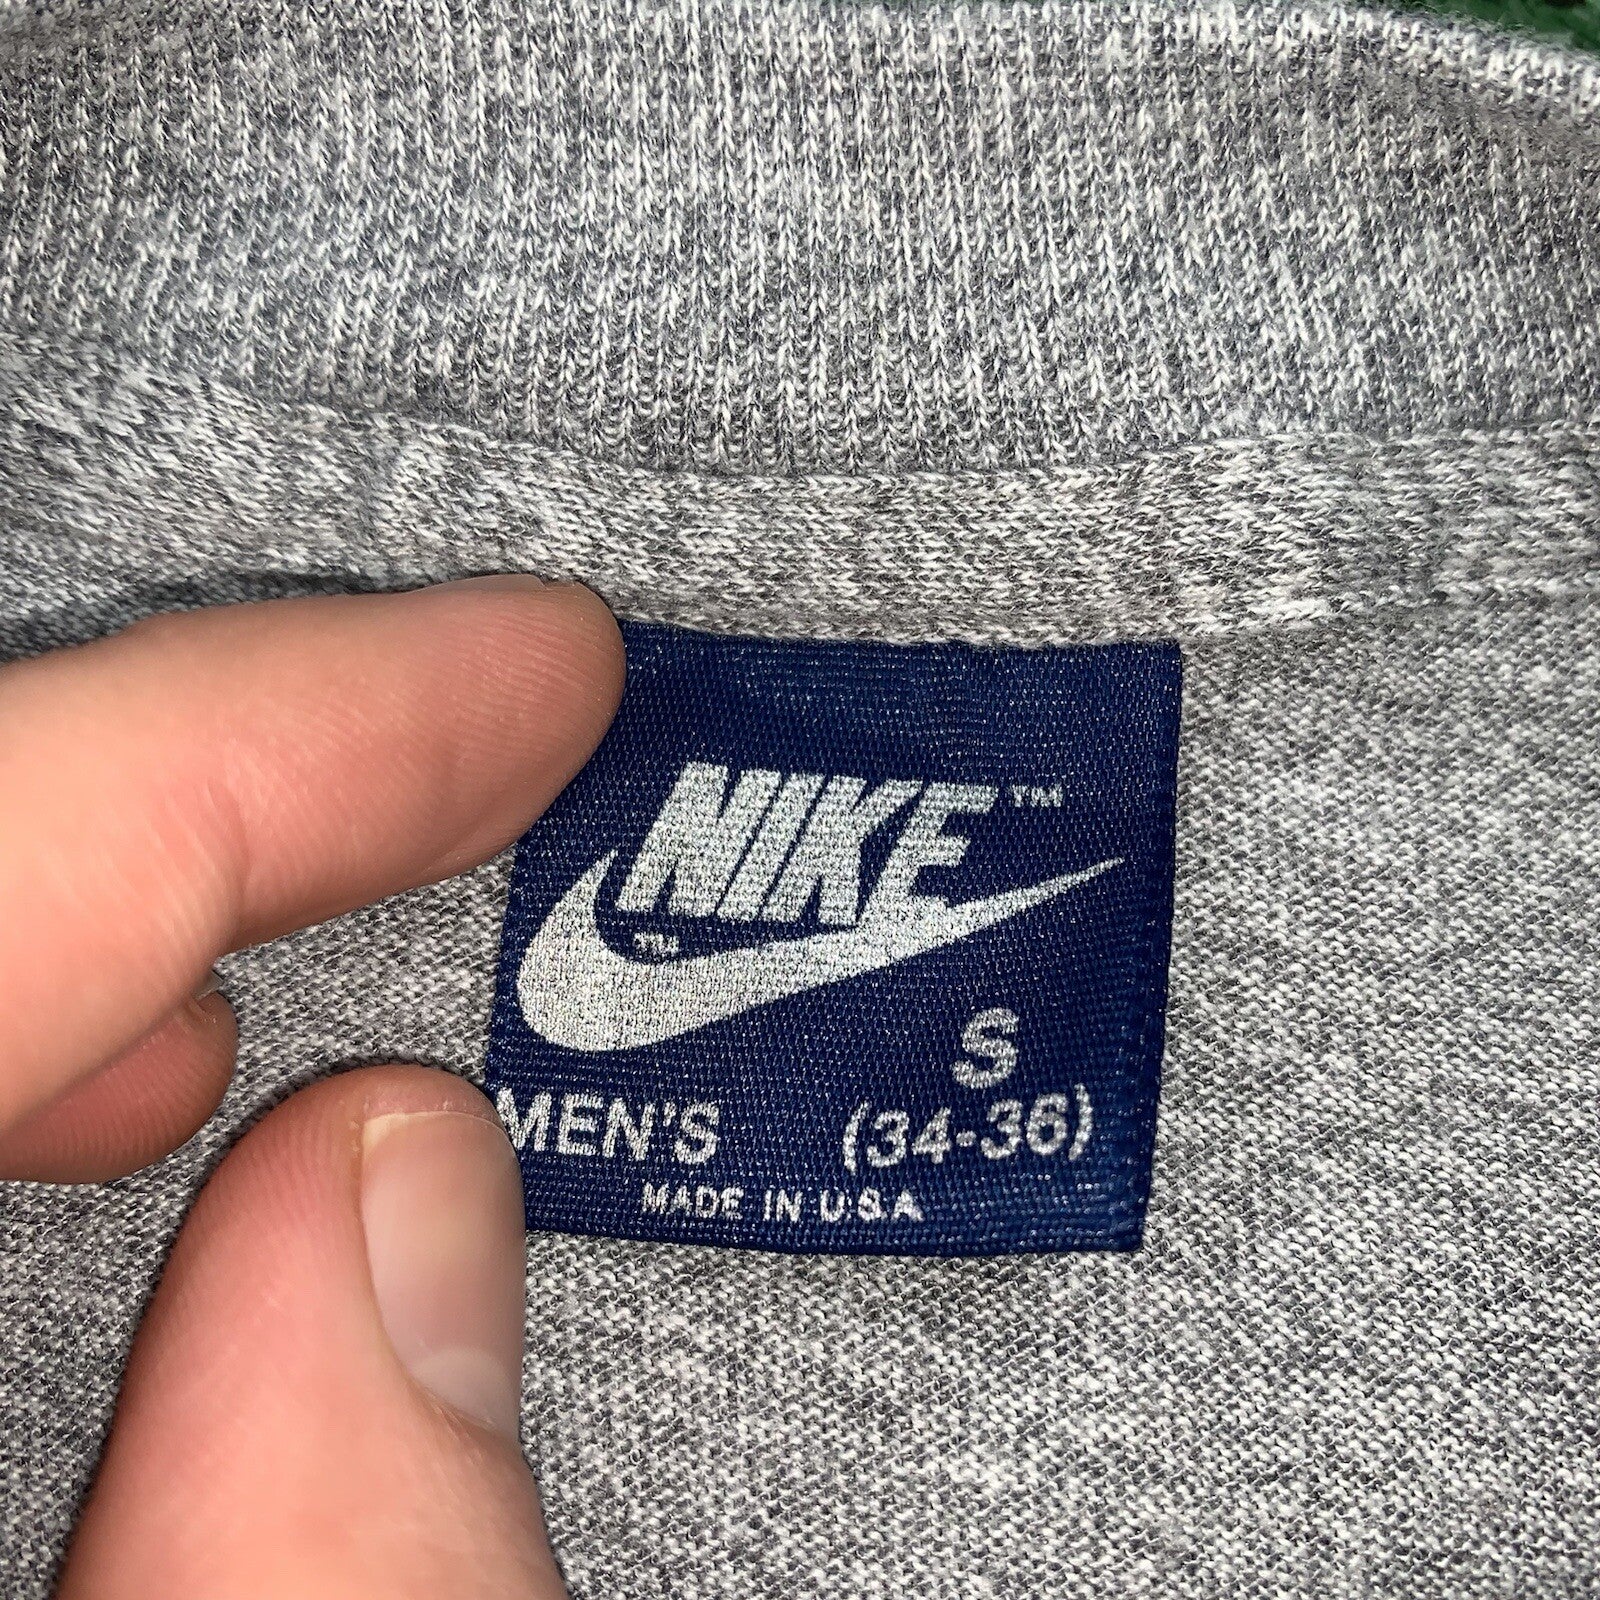 NIKE™
TM
S
MEN'S (34-36)
MADE IN U.S.A